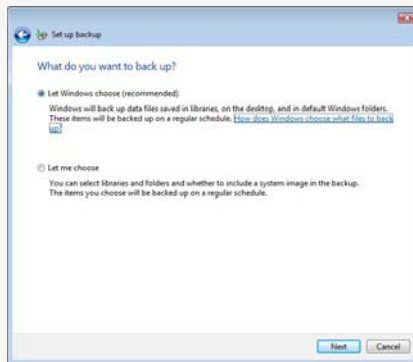 Set up backup
What do you want to back up?
Let Windows choose (recommended)
Windows will back up data files saved in libraries, on the desktop, and in default Windows folders.
These items will be backed up on a regular schedule. How does Windows choose what files to back
up?
Let me choose
You can select libraries and folders and whether to include a system image in the backup.
The items you choose will be backed up on a regular schedule.
Next Cancel